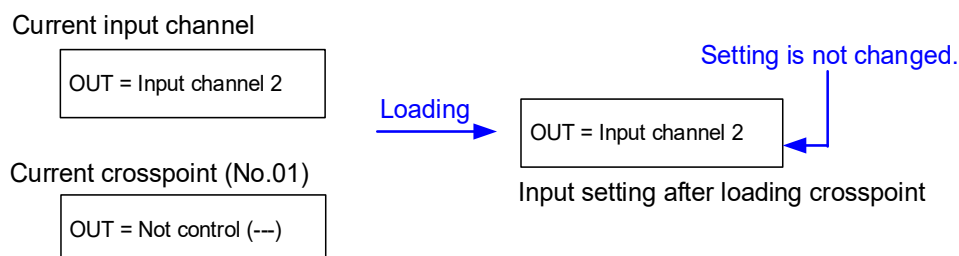 Current input channel
OUT = Input channel 2
Setting is not changed.
Loading
OUT = Input channel 2
Current crosspoint (No.01)
Input setting after loading crosspoint
OUT = Not control (---)